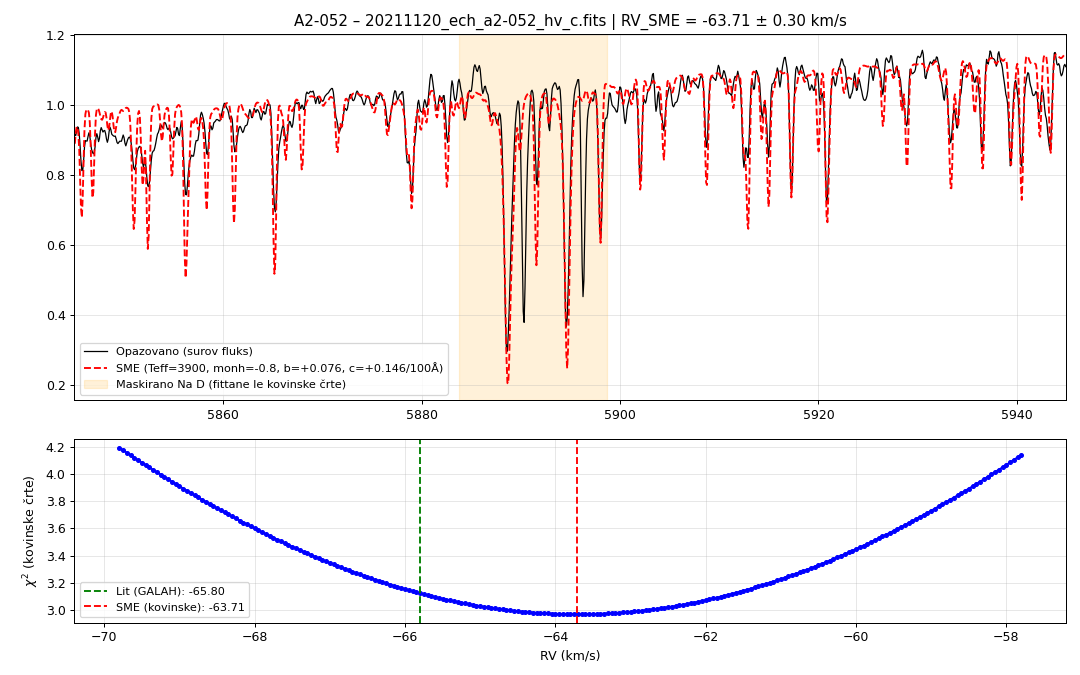 A2-052 – 20211120_ech_a2-052_hv_c.fits | RV_SME = -63.71 ± 0.30 km/s
1.2
1.0
0.8
0.6
0.4
0.2
Opazovano (surov fluks)
SME (Teff=3900, monh=-0.8, b=+0.076, c=+0.146/100Å)
Maskirano Na D (fittane le kovinske črte)
5860 5880 5900 5920 5940
χ² (kovinske črte)
4.2
4.0
3.8
3.6
3.4
3.2
3.0
Lit (GALAH): -65.80
SME (kovinske): -63.71
−70 −68 −66 −64 −62 −60 −58
RV (km/s)